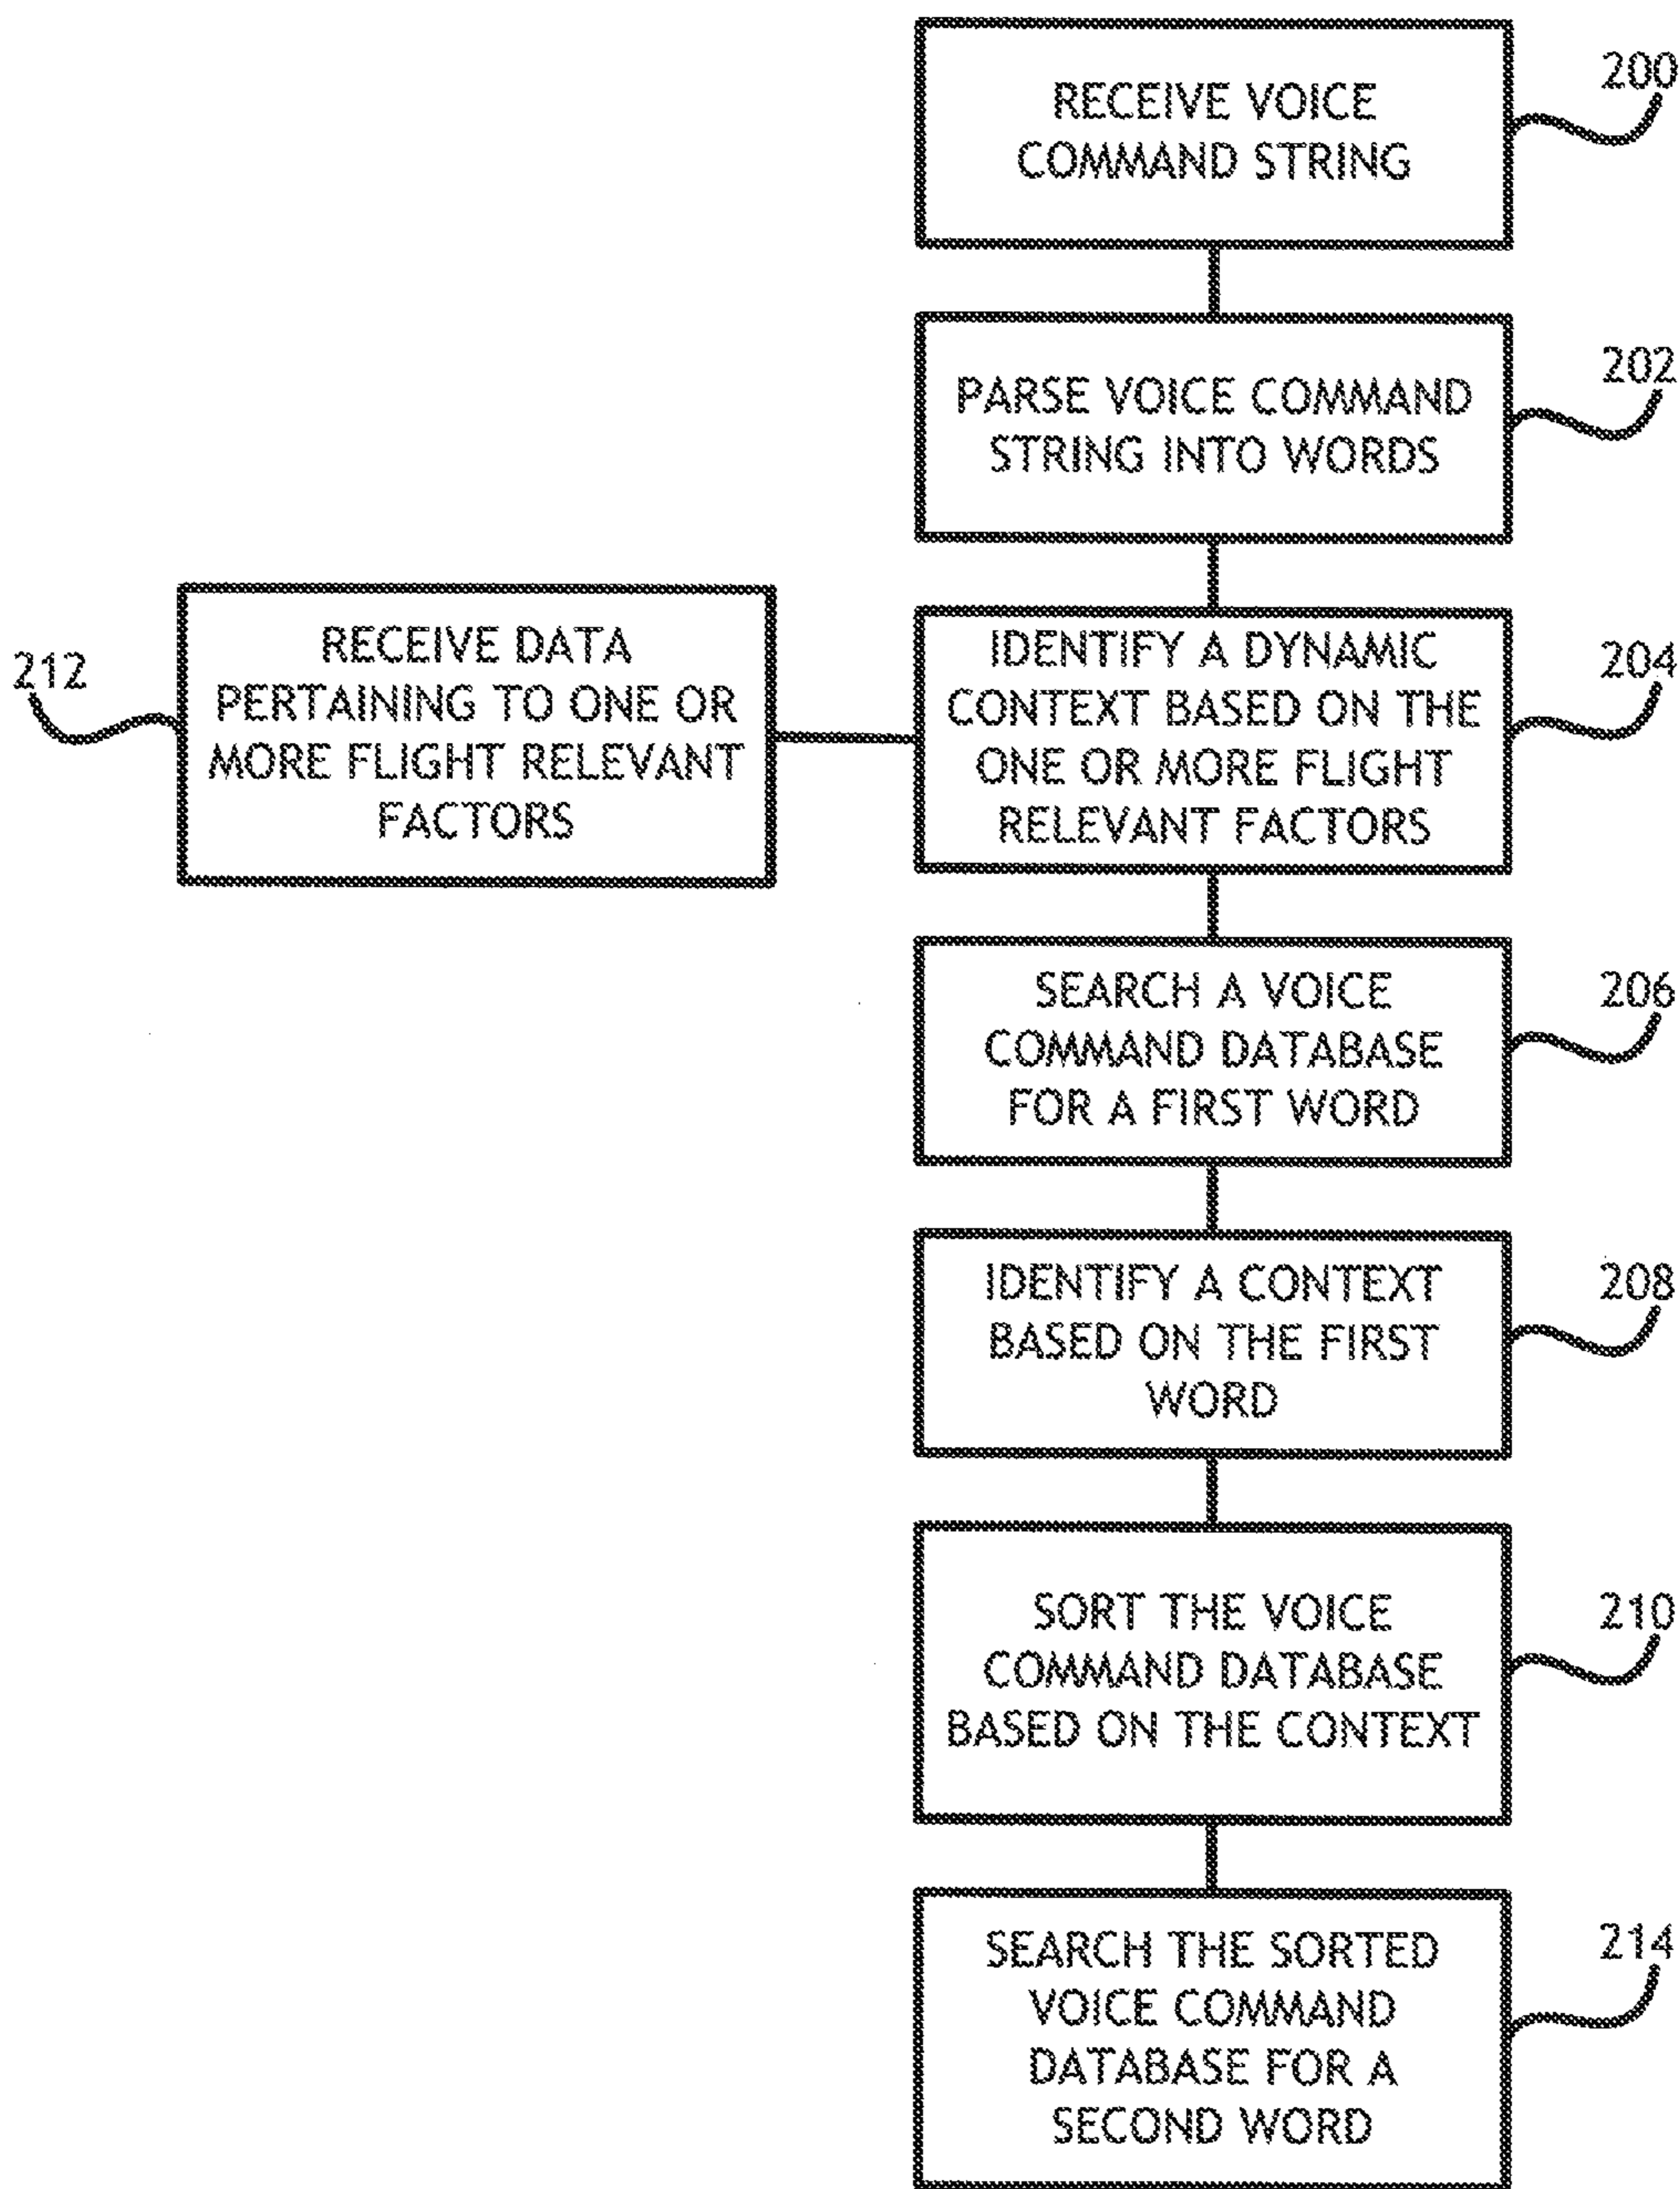 RECEIVE VOICE
COMMAND STRING
200
PARSE VOICE COMMAND
STRING INTO WORDS
202
212
RECEIVE DATA
PERTAINING TO ONE OR
MORE FLIGHT RELEVANT
FACTORS
IDENTIFY A DYNAMIC
CONTEXT BASED ON THE
ONE OR MORE FLIGHT
RELEVANT FACTORS
204
SEARCH A VOICE
COMMAND DATABASE
FOR A FIRST WORD
206
IDENTIFY A CONTEXT
BASED ON THE FIRST
WORD
208
SORT THE VOICE
COMMAND DATABASE
BASED ON THE CONTEXT
210
SEARCH THE SORTED
VOICE COMMAND
DATABASE FOR A
SECOND WORD
214